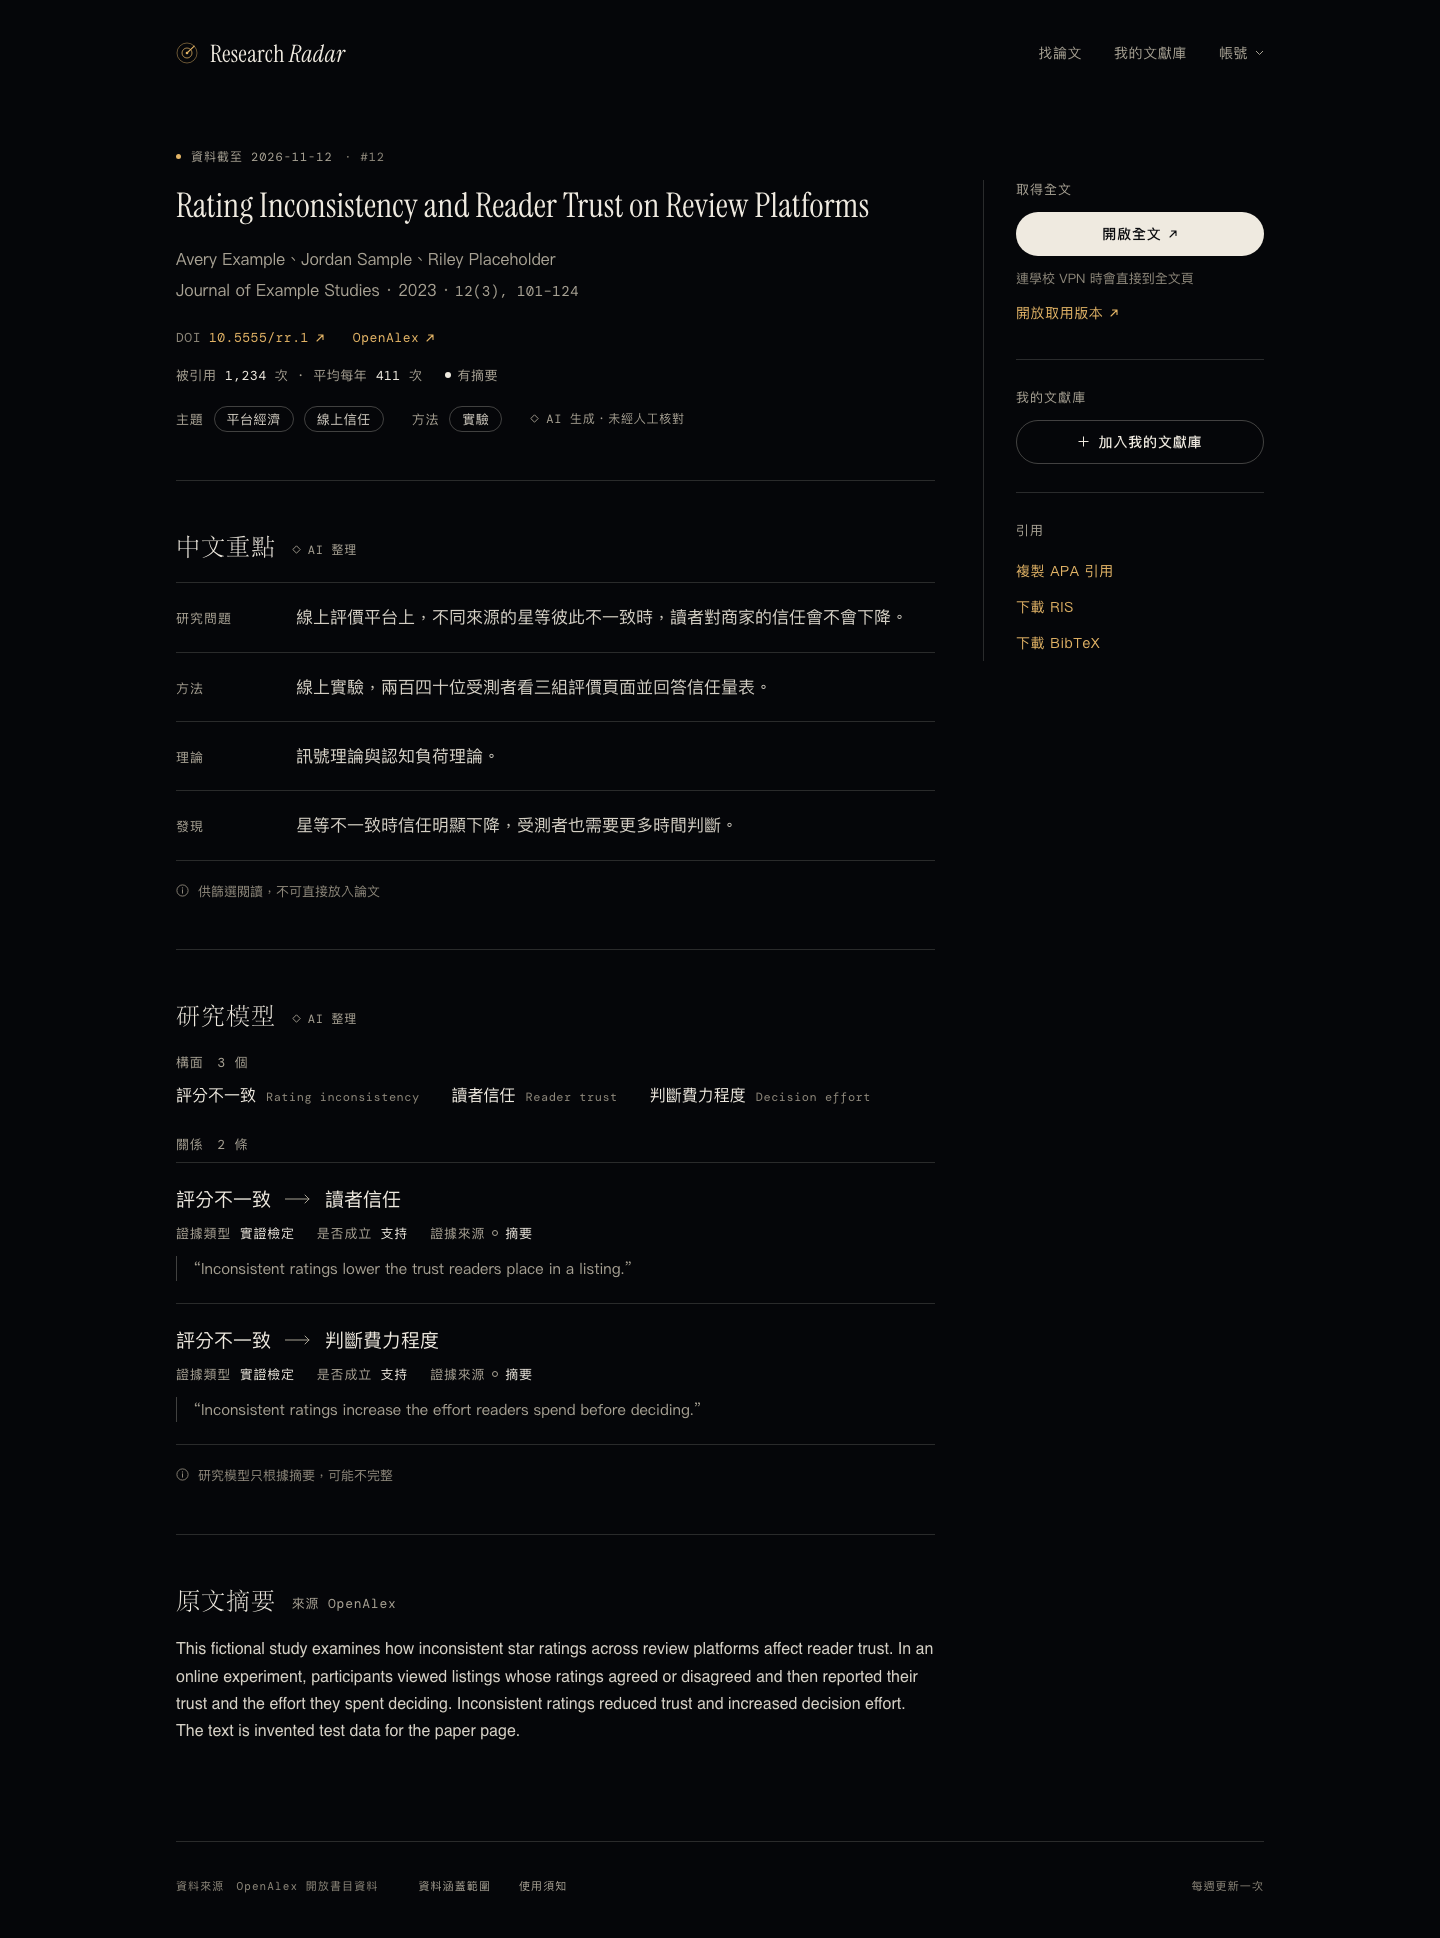 Research Radar
找論文 我的文獻庫 帳號
資料截至 2026-11-12 · #12
Rating Inconsistency and Reader Trust on Review Platforms
Avery Example、Jordan Sample、Riley Placeholder
Journal of Example Studies · 2023 · 12(3), 101-124
DOI 10.5555/rr.1 ↗ OpenAlex ↗
被引用 1,234 次 · 平均每年 411 次 ● 有摘要
主題 平台經濟 線上信任 方法 實驗 ◇ AI 生成・未經人工核對
取得全文
開啟全文 ↗
連學校 VPN 時會直接到全文頁
開放取用版本 ↗
我的文獻庫
＋ 加入我的文獻庫
引用
複製 APA 引用
下載 RIS
下載 BibTeX
中文重點 ◇ AI 整理
研究問題 線上評價平台上，不同來源的星等彼此不一致時，讀者對商家的信任會不會下降。
方法 線上實驗，兩百四十位受測者看三組評價頁面並回答信任量表。
理論 訊號理論與認知負荷理論。
發現 星等不一致時信任明顯下降，受測者也需要更多時間判斷。
供篩選閱讀，不可直接放入論文
研究模型 ◇ AI 整理
構面 3 個
評分不一致 Rating inconsistency 讀者信任 Reader trust 判斷費力程度 Decision effort
關係 2 條
評分不一致 → 讀者信任
證據類型 實證檢定 是否成立 支持 證據來源 ○ 摘要
“Inconsistent ratings lower the trust readers place in a listing.”
評分不一致 → 判斷費力程度
證據類型 實證檢定 是否成立 支持 證據來源 ○ 摘要
“Inconsistent ratings increase the effort readers spend before deciding.”
研究模型只根據摘要，可能不完整
原文摘要 來源 OpenAlex
This fictional study examines how inconsistent star ratings across review platforms affect reader trust. In an
online experiment, participants viewed listings whose ratings agreed or disagreed and then reported their
trust and the effort they spent deciding. Inconsistent ratings reduced trust and increased decision effort.
The text is invented test data for the paper page.
資料來源 OpenAlex 開放書目資料 資料涵蓋範圍 使用須知 每週更新一次